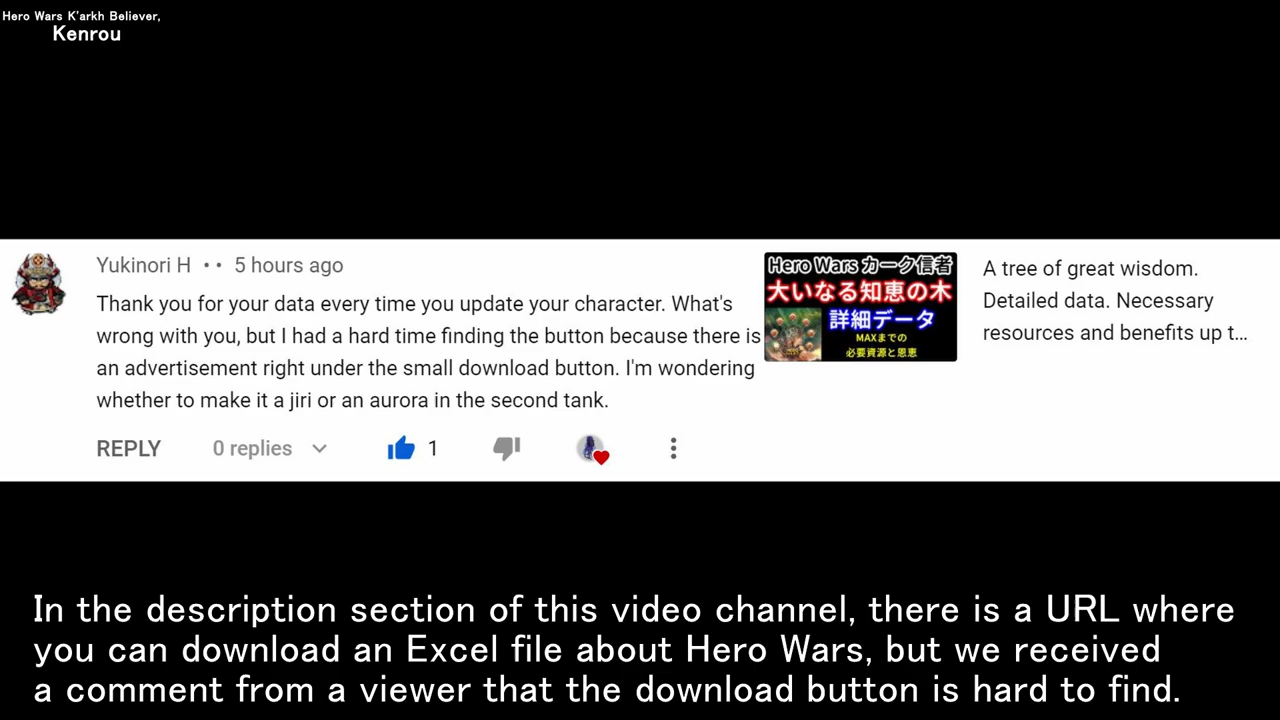 Hero Wars K'arkh Believer,
Kenrou
Yukinori H •• 5 hours ago
Thank you for your data every time you update your character. What's
wrong with you, but I had a hard time finding the button because there is
an advertisement right under the small download button. I'm wondering
whether to make it a jiri or an aurora in the second tank.
REPLY 0 replies 1
Hero Wars カーク信者
大いなる知恵の木
詳細データ
MAXまでの
必要資源と恩恵
A tree of great wisdom.
Detailed data. Necessary
resources and benefits up t...
In the description section of this video channel, there is a URL where
you can download an Excel file about Hero Wars, but we received
a comment from a viewer that the download button is hard to find.